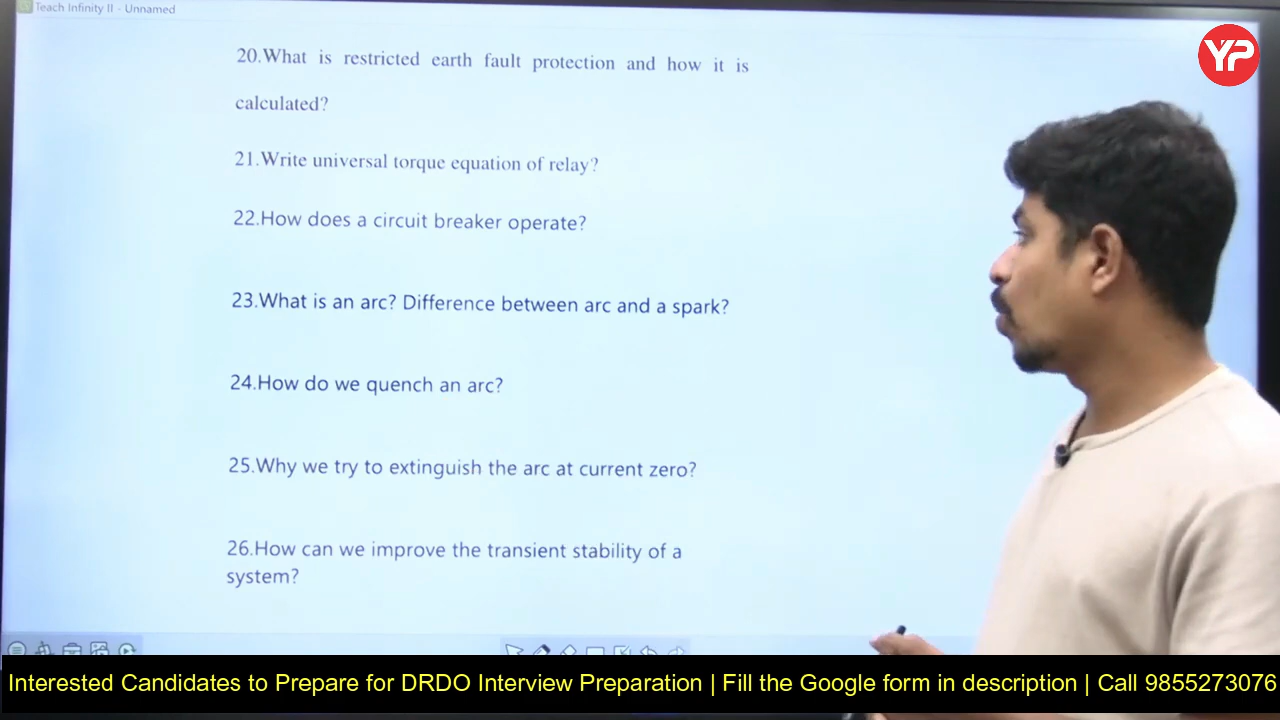 Teach Infinity II - Unnamed
YP
20.What is restricted earth fault protection and how it is
calculated?
21.Write universal torque equation of relay?
22.How does a circuit breaker operate?
23.What is an arc? Difference between arc and a spark?
24.How do we quench an arc?
25.Why we try to extinguish the arc at current zero?
26.How can we improve the transient stability of a
system?
Interested Candidates to Prepare for DRDO Interview Preparation | Fill the Google form in description | Call 9855273076